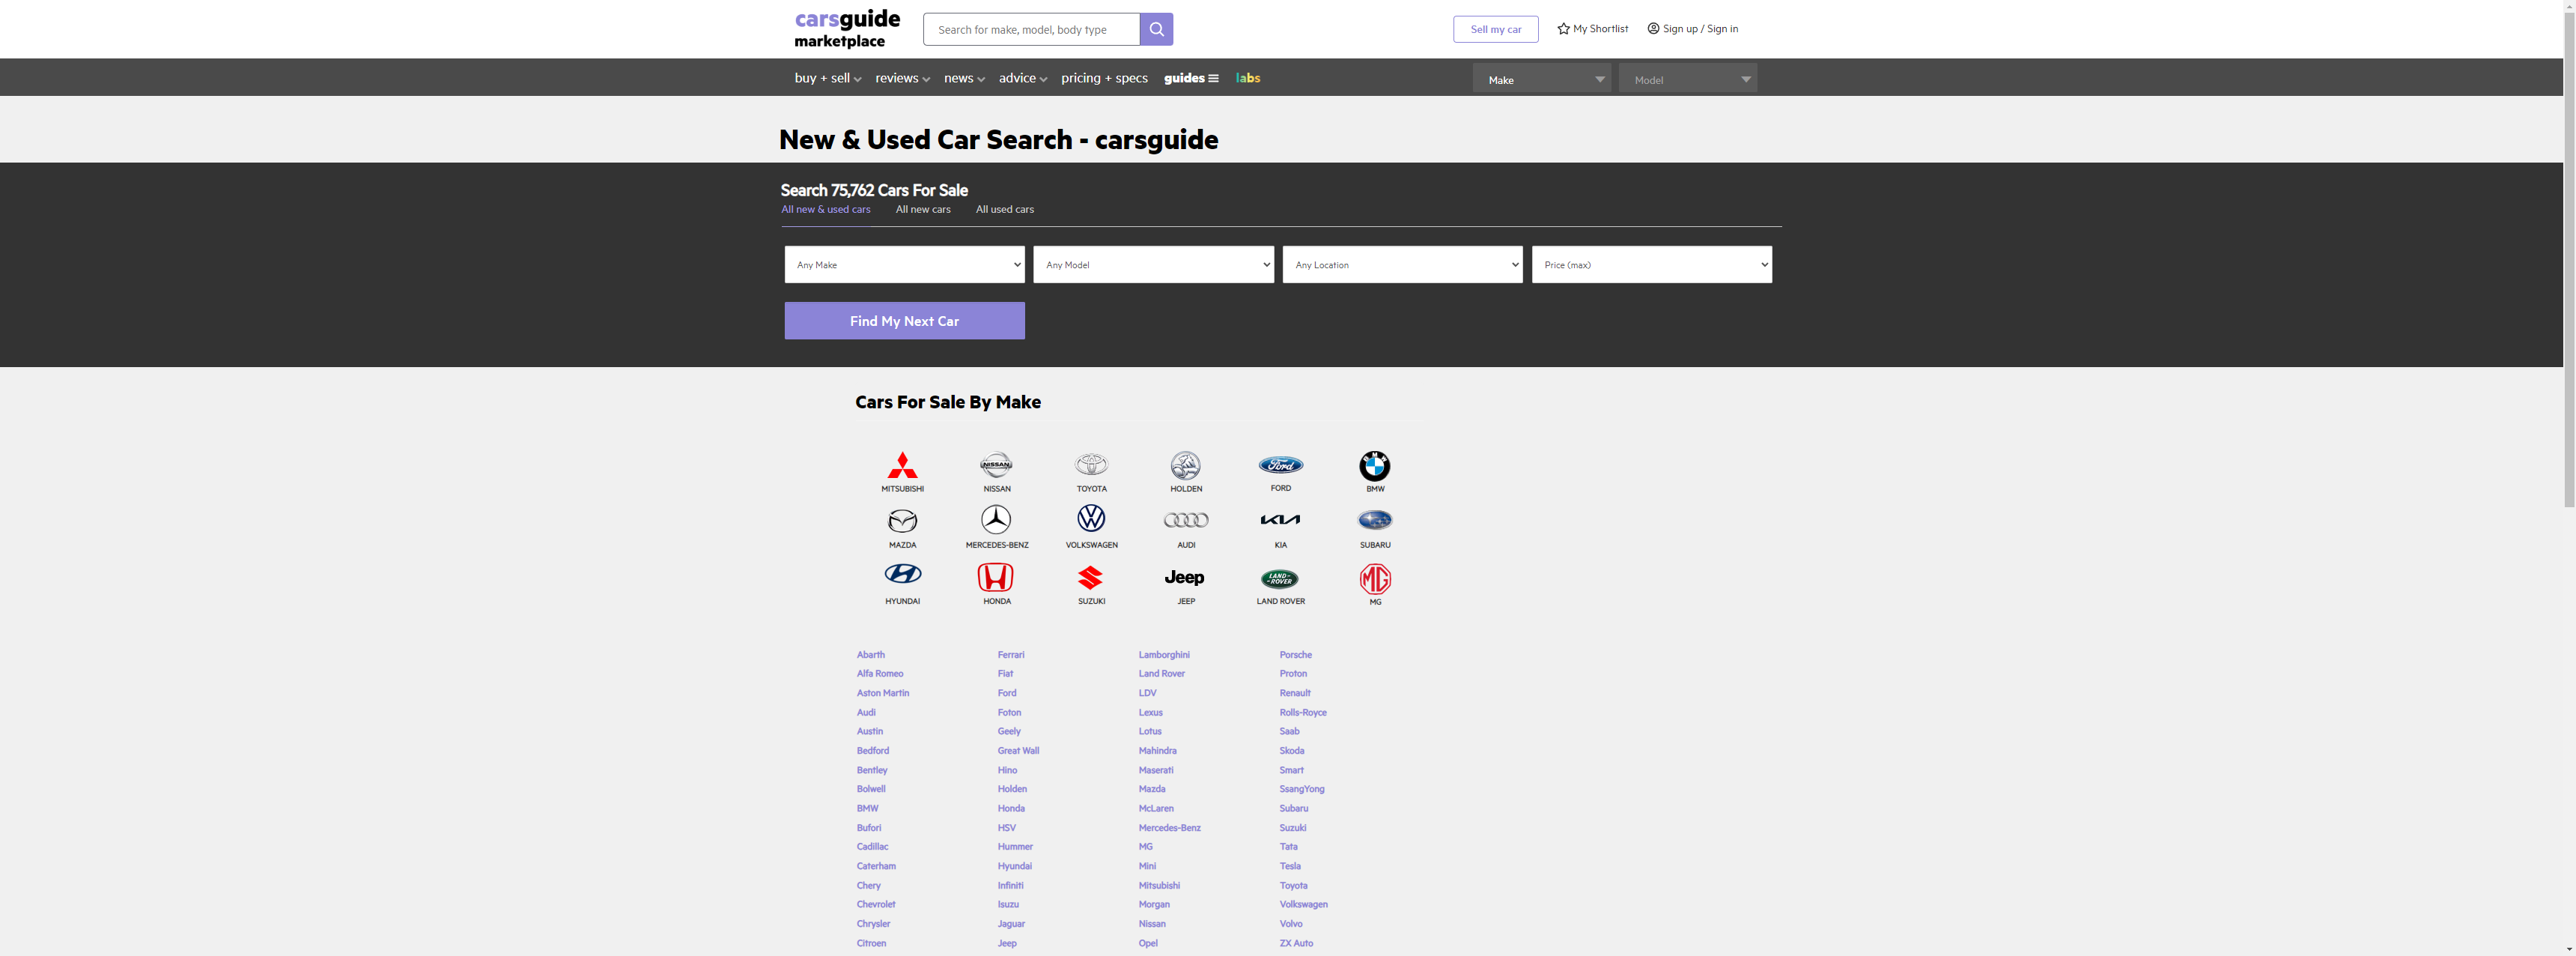 carsguide
marketplace
Search for make, model, body type
Sell my car
My Shortlist
Sign up / Sign in
buy + sell
reviews
news
advice
pricing + specs
guides
labs
Make
Model
New & Used Car Search - carsguide
Search 75,762 Cars For Sale
All new & used cars
All new cars
All used cars
Any Make
Any Model
Any Location
Price (max)
Find My Next Car
Cars For Sale By Make
NISSAN
Ford
BMW
MITSUBISHI
NISSAN
TOYOTA
HOLDEN
FORD
BMW
KIA
MAZDA
MERCEDES-BENZ
VOLKSWAGEN
AUDI
KIA
SUBARU
Jeep
LAND-
-ROVER
MG
HYUNDAI
HONDA
SUZUKI
JEEP
LAND ROVER
MG
Abarth
Alfa Romeo
Aston Martin
Audi
Austin
Bedford
Bentley
Bolwell
BMW
Bufori
Cadillac
Caterham
Chery
Chevrolet
Chrysler
Citroen
Ferrari
Fiat
Ford
Foton
Geely
Great Wall
Hino
Holden
Honda
HSV
Hummer
Hyundai
Infiniti
Isuzu
Jaguar
Jeep
Lamborghini
Land Rover
LDV
Lexus
Lotus
Mahindra
Maserati
Mazda
McLaren
Mercedes-Benz
MG
Mini
Mitsubishi
Morgan
Nissan
Opel
Porsche
Proton
Renault
Rolls-Royce
Saab
Skoda
Smart
SsangYong
Subaru
Suzuki
Tata
Tesla
Toyota
Volkswagen
Volvo
ZX Auto